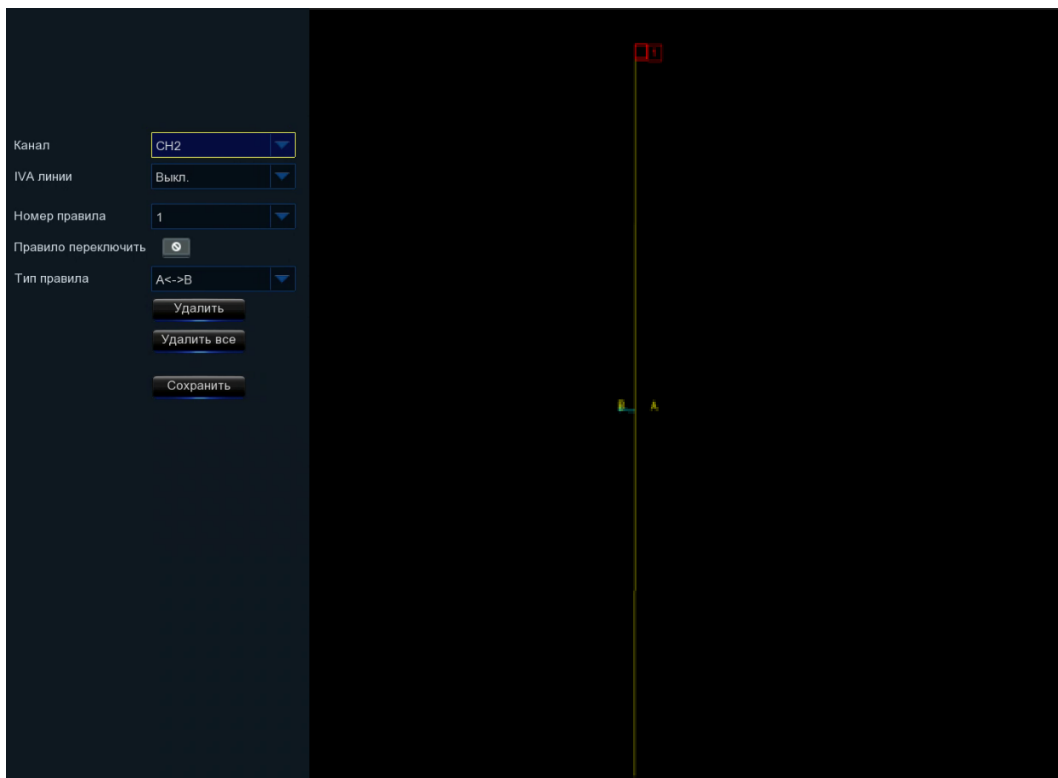 1
Канал CH2
IVA линии Выкл.
Номер правила 1
Правило переключить
Тип правила A<->B
Удалить
Удалить все
Сохранить
B A